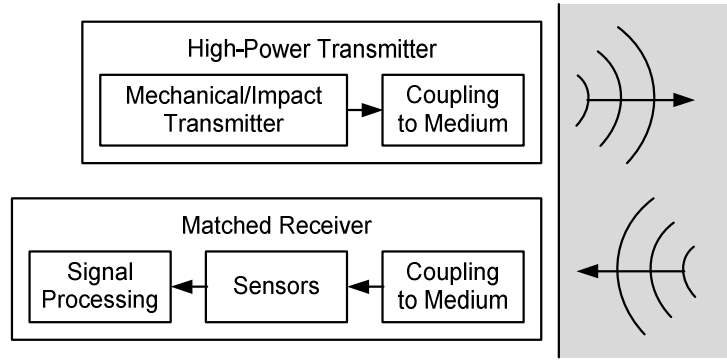 High-Power Transmitter
Mechanical/Impact
Transmitter
Coupling
to Medium
Matched Receiver
Signal
Processing
Sensors
Coupling
to Medium